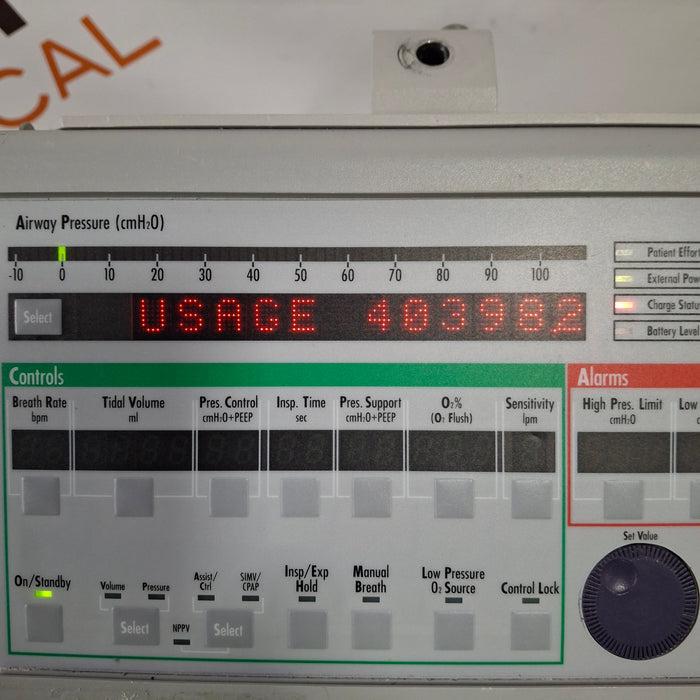 CAL
Airway Pressure (cmH₂O)
-10 0 10 20 30 40 50 60 70 80 90 100
Select
USAGE 403982
Patient Effort
External Pow
Charge Status
Battery Level
Controls
Breath Rate
bpm
Tidal Volume
ml
Pres. Control
cmH₂O+PEEP
Insp. Time
sec
Pres. Support
cmH₂O+PEEP
O₂%
(O₂ Flush)
Sensitivity
lpm
Alarms
High Pres. Limit
cmH₂O
Low
On/Standby
Volume
Pressure
Select
NPPV
Assist/
Ctrl
SIMV/
CPAP
Select
Insp/Exp
Hold
Manual
Breath
Low Pressure
O₂ Source
Control Lock
Set Value